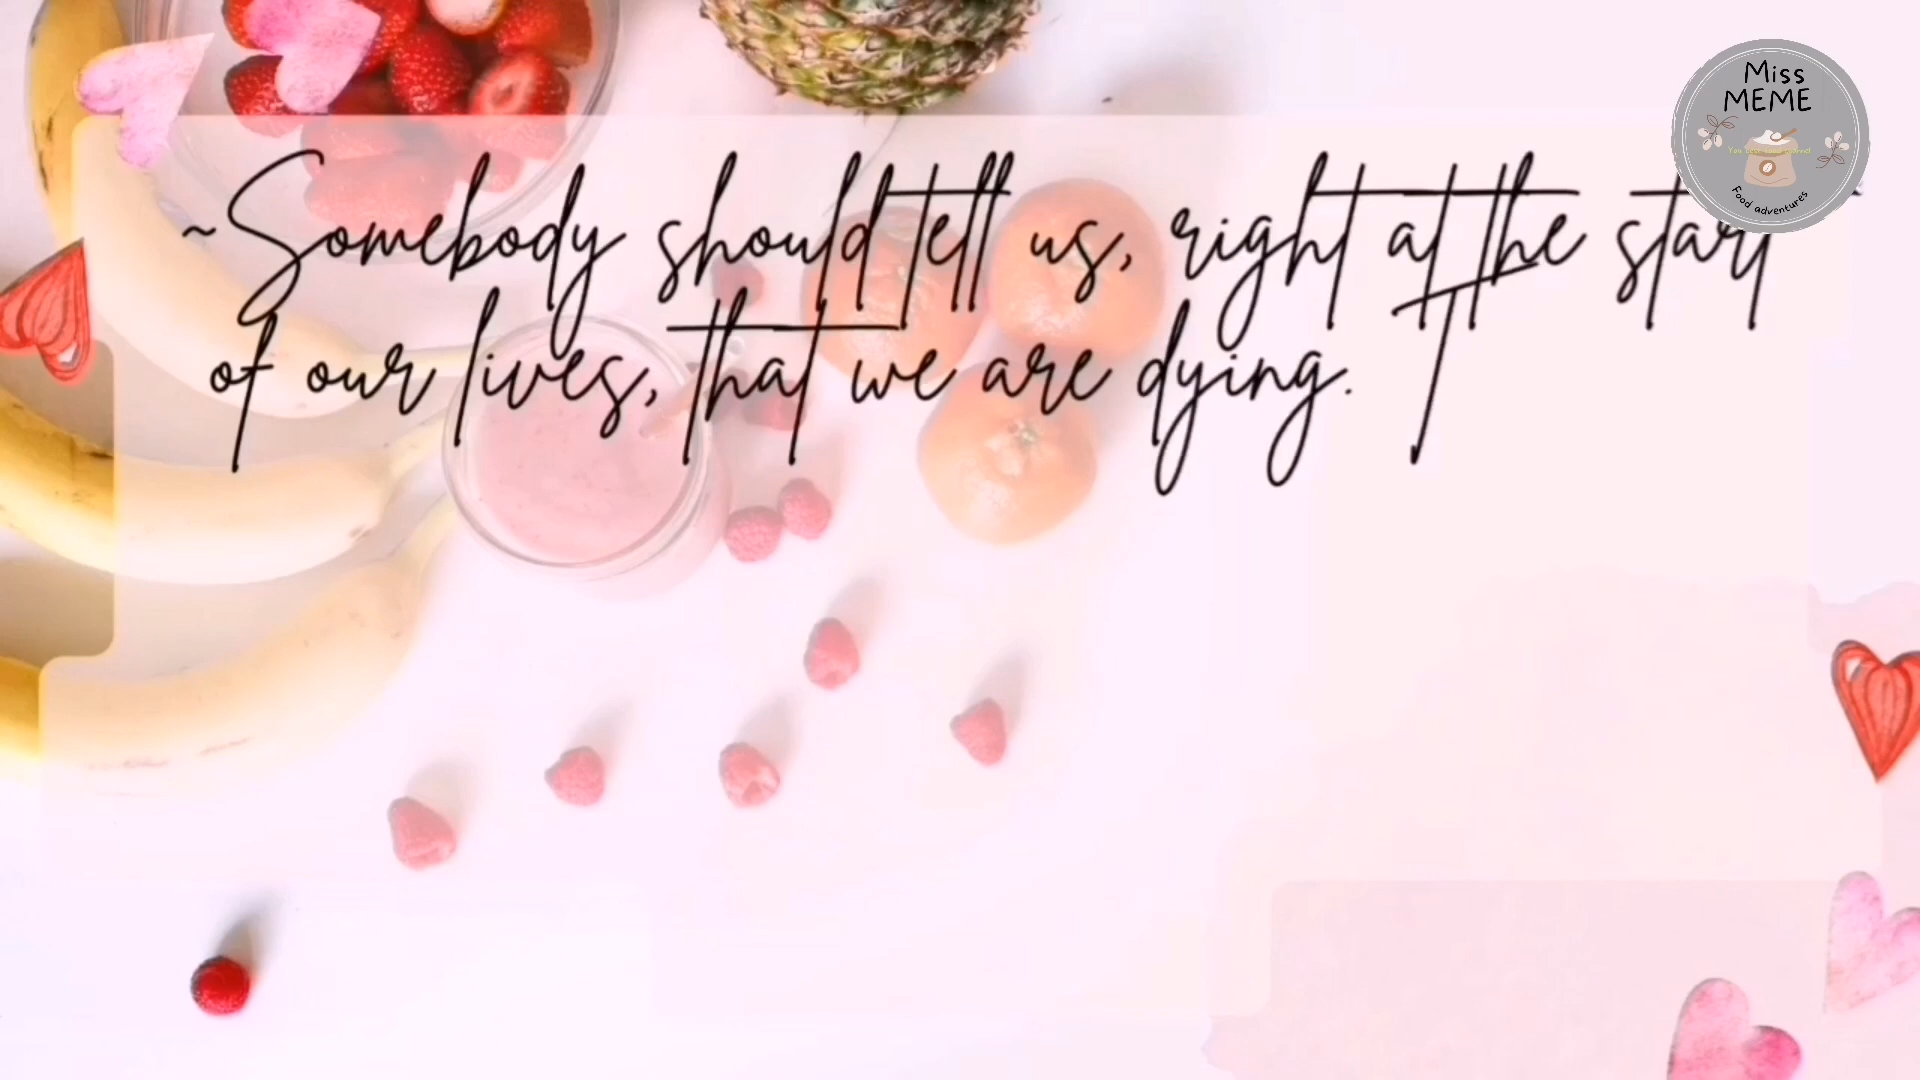 ~Somebody should tell us, right at the start
of our lives, that we are dying. T
Miss
MEME
Food adventures